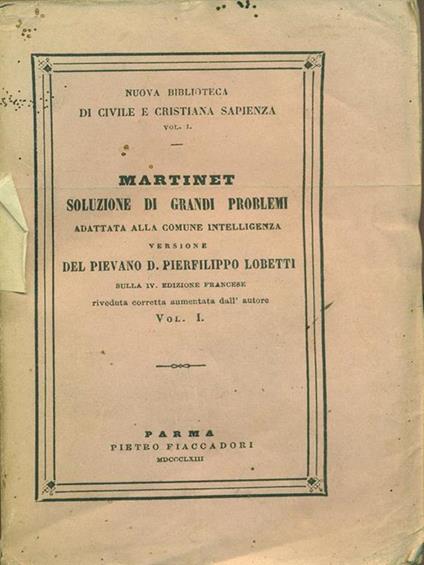 NUOVA BIBLIOTECA
DI CIVILE E CRISTIANA SAPIENZA
VOL. I.
MARTINET
SOLUZIONE DI GRANDI PROBLEMI
ADATTATA ALLA COMUNE INTELLIGENZA
VERSIONE
DEL PIEVANO D. PIERFILIPPO LOBETTI
SULLA IV. EDIZIONE FRANCESE
riveduta corretta aumentata dall' autore
VOL. I.
PARMA
PIETRO FIACCADORI
MDCCCLXIII